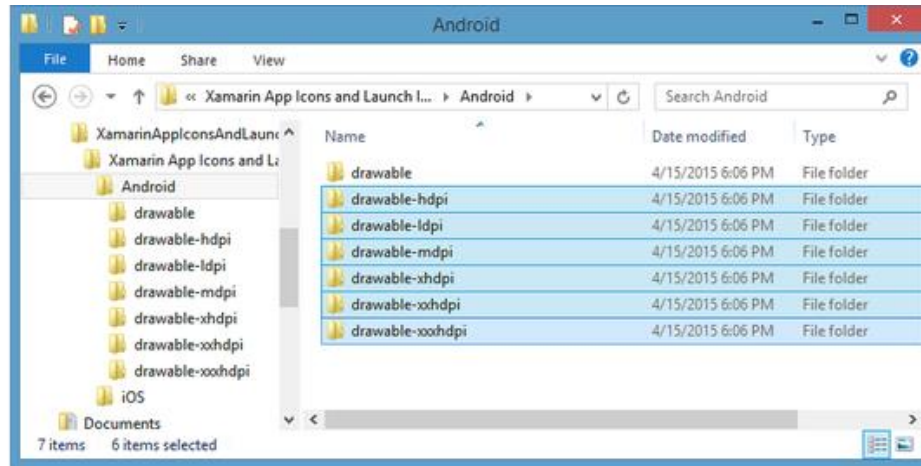 Android
File Home Share View
« Xamarin App Icons and Launch I... Android Search Android
XamarinAppIconsAndLaunc
Xamarin App Icons and La
Android
drawable
drawable-hdpi
drawable-ldpi
drawable-mdpi
drawable-xhdpi
drawable-xxhdpi
drawable-xxxhdpi
iOS
Documents
Name Date modified Type
drawable 4/15/2015 6:06 PM File folder
drawable-hdpi 4/15/2015 6:06 PM File folder
drawable-ldpi 4/15/2015 6:06 PM File folder
drawable-mdpi 4/15/2015 6:06 PM File folder
drawable-xhdpi 4/15/2015 6:06 PM File folder
drawable-xxhdpi 4/15/2015 6:06 PM File folder
drawable-xxxhdpi 4/15/2015 6:06 PM File folder
7 items 6 items selected